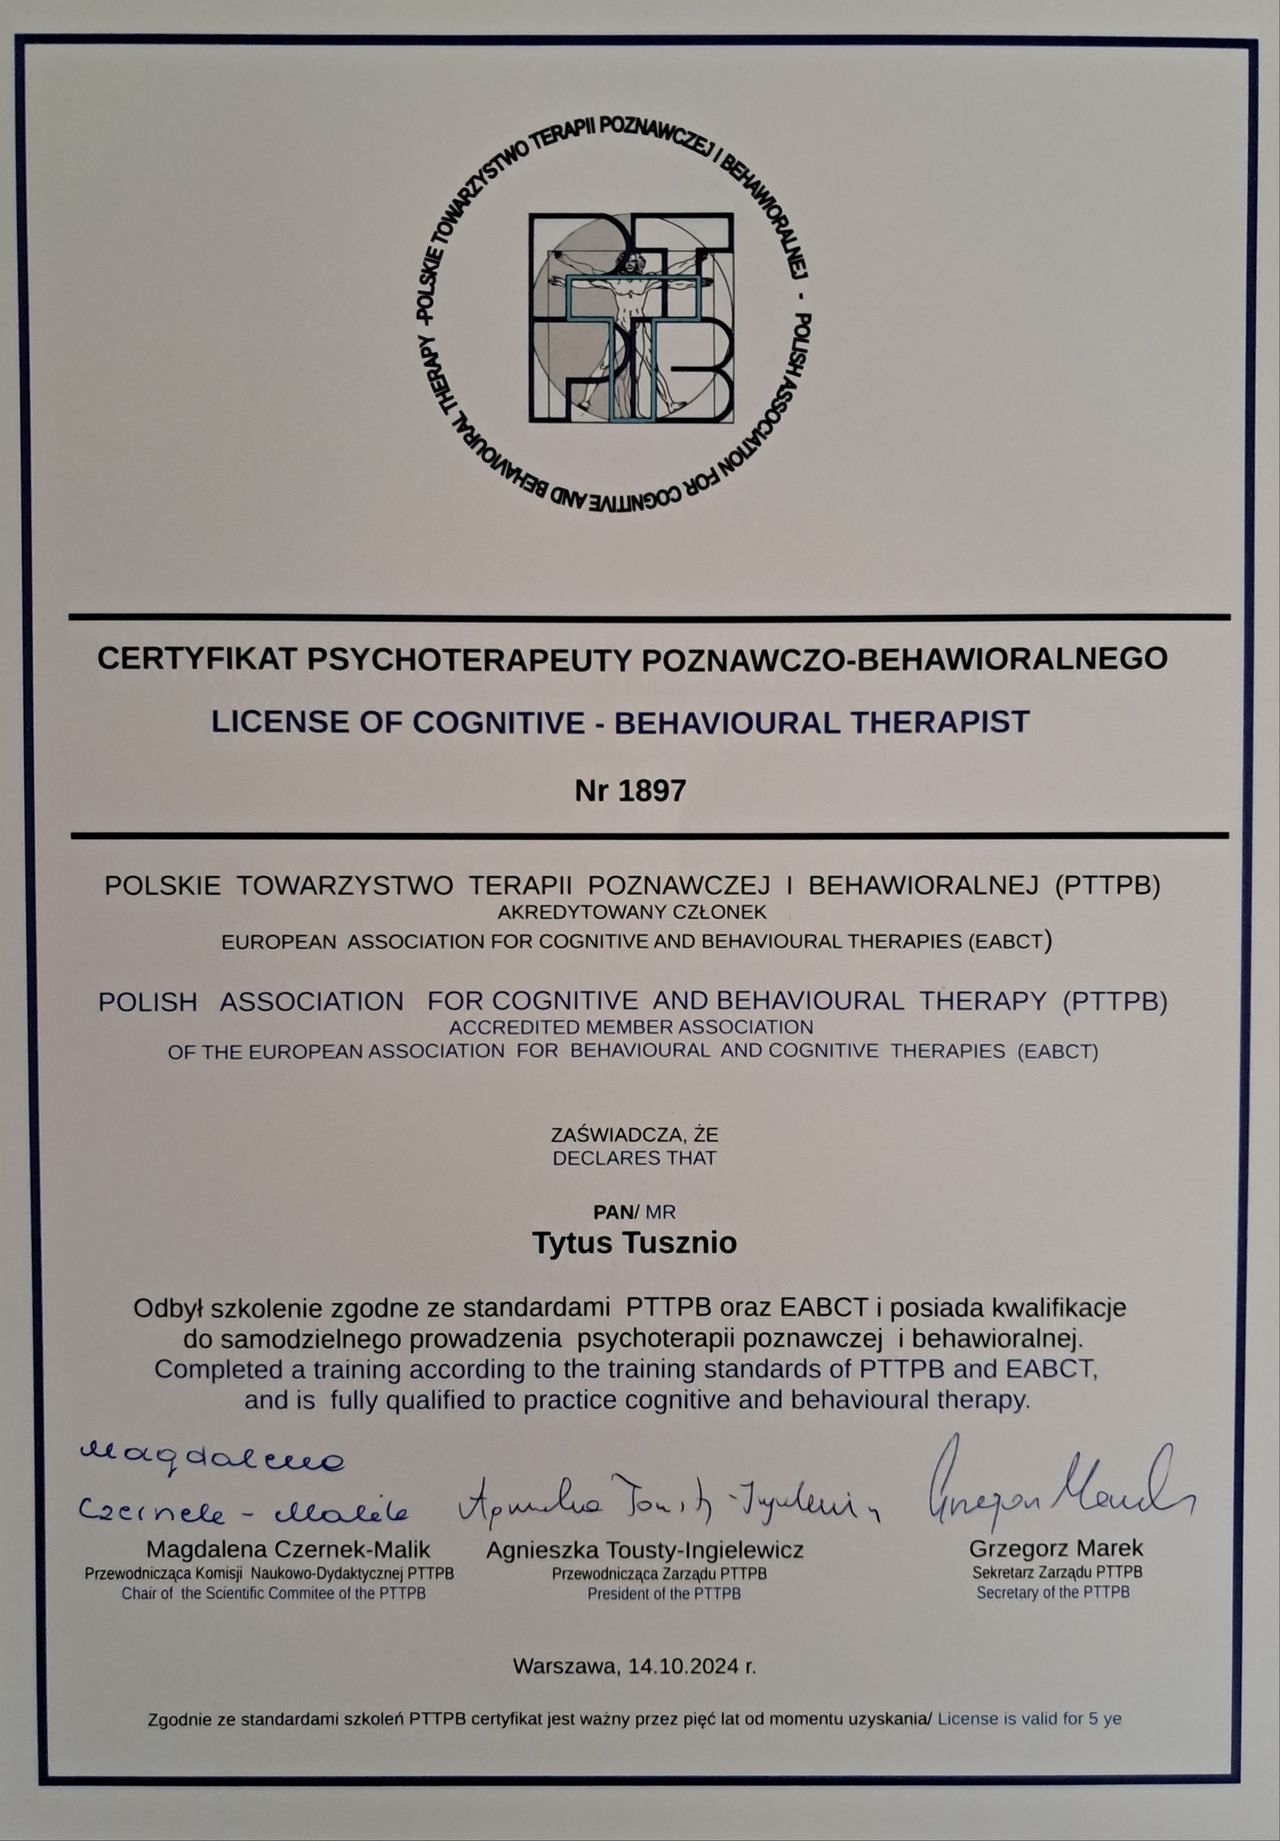 POLSKIE TOWARZYSTWO TERAPII POZNAWCZEJ I BEHAWIORALNEJ - POLISH ASSOCIATION FOR COGNITIVE AND BEHAVIOURAL THERAPY -
PT
PTB
CERTYFIKAT PSYCHOTERAPEUTY POZNAWCZO-BEHAWIORALNEGO
LICENSE OF COGNITIVE - BEHAVIOURAL THERAPIST
Nr 1897
POLSKIE TOWARZYSTWO TERAPII POZNAWCZEJ I BEHAWIORALNEJ (PTTPB)
AKREDYTOWANY CZŁONEK
EUROPEAN ASSOCIATION FOR COGNITIVE AND BEHAVIOURAL THERAPIES (EABCT)
POLISH ASSOCIATION FOR COGNITIVE AND BEHAVIOURAL THERAPY (PTTPB)
ACCREDITED MEMBER ASSOCIATION
OF THE EUROPEAN ASSOCIATION FOR BEHAVIOURAL AND COGNITIVE THERAPIES (EABCT)
ZAŚWIADCZA, ŻE
DECLARES THAT
PAN/ MR
Tytus Tusznio
Odbył szkolenie zgodne ze standardami PTTPB oraz EABCT i posiada kwalifikacje
do samodzielnego prowadzenia psychoterapii poznawczej i behawioralnej.
Completed a training according to the training standards of PTTPB and EABCT,
and is fully qualified to practice cognitive and behavioural therapy.
Magdalena
Czernek - Malik Agnieszka Tousty-Ingielewicz Grzegorz Marek
Magdalena Czernek-Malik Agnieszka Tousty-Ingielewicz Grzegorz Marek
Przewodnicząca Komisji Naukowo-Dydaktycznej PTTPB Przewodnicząca Zarządu PTTPB Sekretarz Zarządu PTTPB
Chair of the Scientific Commitee of the PTTPB President of the PTTPB Secretary of the PTTPB
Warszawa, 14.10.2024 r.
Zgodnie ze standardami szkoleń PTTPB certyfikat jest ważny przez pięć lat od momentu uzyskania/ License is valid for 5 ye